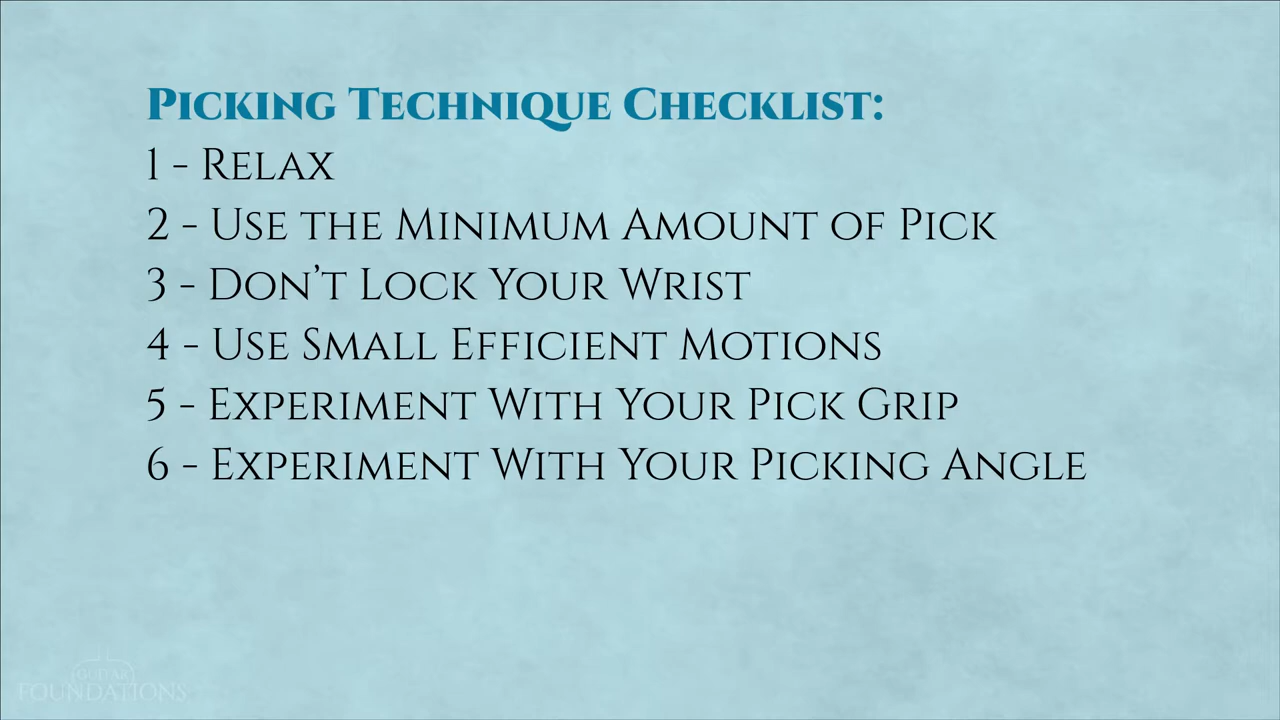 Picking Technique Checklist:
1 - Relax
2 - Use the Minimum Amount of Pick
3 - Don't Lock Your Wrist
4 - Use Small Efficient Motions
5 - Experiment With Your Pick Grip
6 - Experiment With Your Picking Angle
GUITAR
FOUNDATIONS